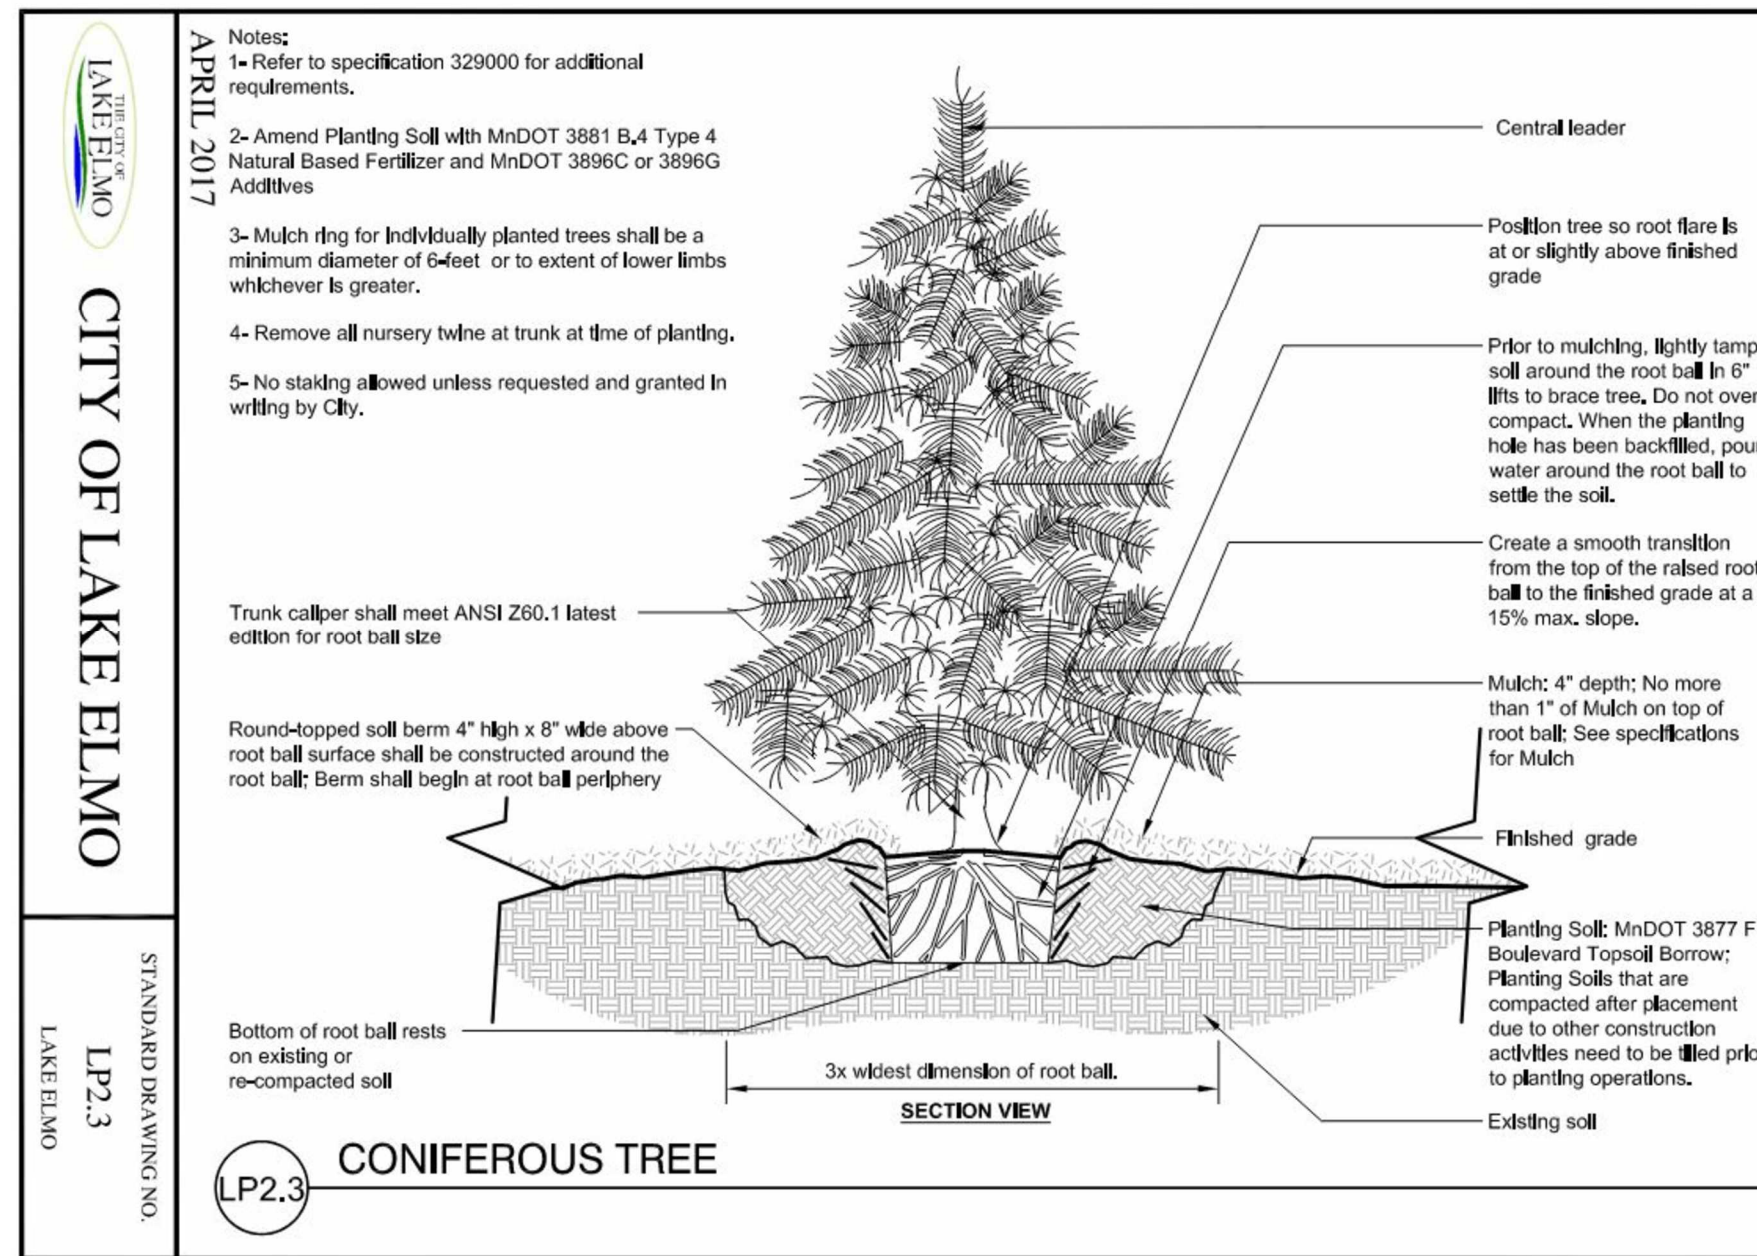 THE CITY OF
LAKE ELMO
CITY OF LAKE ELMO
STANDARD DRAWING NO.
LP2.3
LAKE ELMO
APRIL 2017
Notes:
1- Refer to specification 329000 for additional
requirements.
2- Amend Planting Soil with MnDOT 3881 B.4 Type 4
Natural Based Fertilizer and MnDOT 3896C or 3896G
Additives
3- Mulch ring for individually planted trees shall be a
minimum diameter of 6-feet or to extent of lower limbs
whichever is greater.
4- Remove all nursery twine at trunk at time of planting.
5- No staking allowed unless requested and granted in
writing by City.
Trunk caliper shall meet ANSI Z60.1 latest
edition for root ball size
Round-topped soil berm 4" high x 8" wide above
root ball surface shall be constructed around the
root ball; Berm shall begin at root ball periphery
Bottom of root ball rests
on existing or
re-compacted soil
Central leader
Position tree so root flare is
at or slightly above finished
grade
Prior to mulching, lightly tamp
soil around the root ball in 6"
lifts to brace tree. Do not over
compact. When the planting
hole has been backfilled, pour
water around the root ball to
settle the soil.
Create a smooth transition
from the top of the raised root
ball to the finished grade at a
15% max. slope.
Mulch: 4" depth; No more
than 1" of Mulch on top of
root ball; See specifications
for Mulch
Finished grade
Planting Soil: MnDOT 3877 F
Boulevard Topsoil Borrow;
Planting Soils that are
compacted after placement
due to other construction
activities need to be tilled prio
to planting operations.
Existing soil
3x widest dimension of root ball.
SECTION VIEW
LP2.3
CONIFEROUS TREE